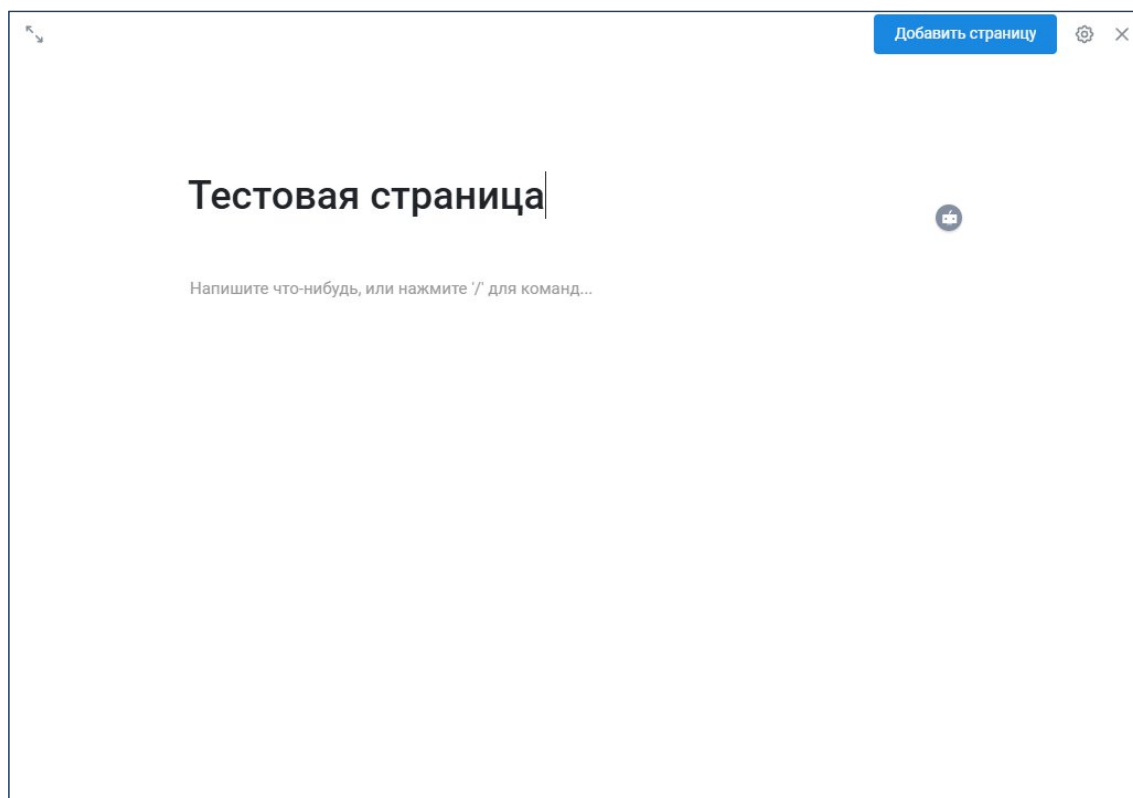 Добавить страницу
Тестовая страница
Напишите что-нибудь, или нажмите '/' для команд...